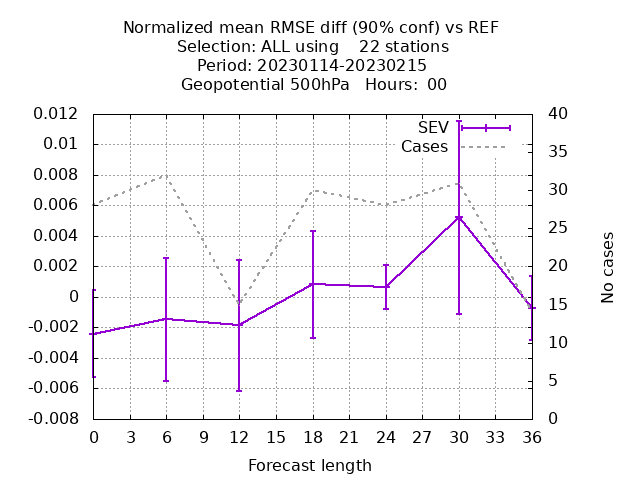 Normalized mean RMSE diff (90% conf) vs REF
Selection: ALL using    22 stations
Period: 20230114-20230215
Geopotential 500hPa   Hours:  00
SEV
Cases
0.012
0.01
0.008
0.006
0.004
0.002
0
-0.002
-0.004
-0.006
-0.008
40
35
30
25
20
15
10
5
0
No cases
0 3 6 9 12 15 18 21 24 27 30 33 36
Forecast length